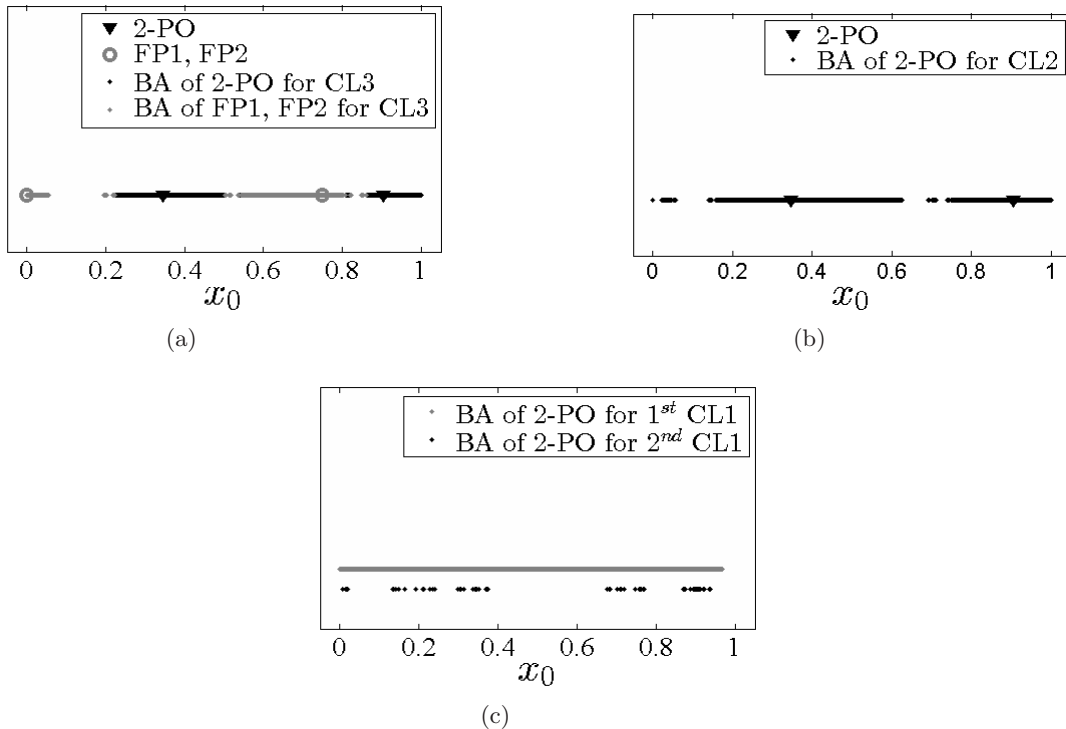 2-PO
FP1, FP2
BA of 2-PO for CL3
BA of FP1, FP2 for CL3
0 0.2 0.4 0.6 0.8 1
x₀
(a)
2-PO
BA of 2-PO for CL2
0 0.2 0.4 0.6 0.8 1
x₀
(b)
BA of 2-PO for 1ˢᵗ CL1
BA of 2-PO for 2ⁿᵈ CL1
0 0.2 0.4 0.6 0.8 1
x₀
(c)